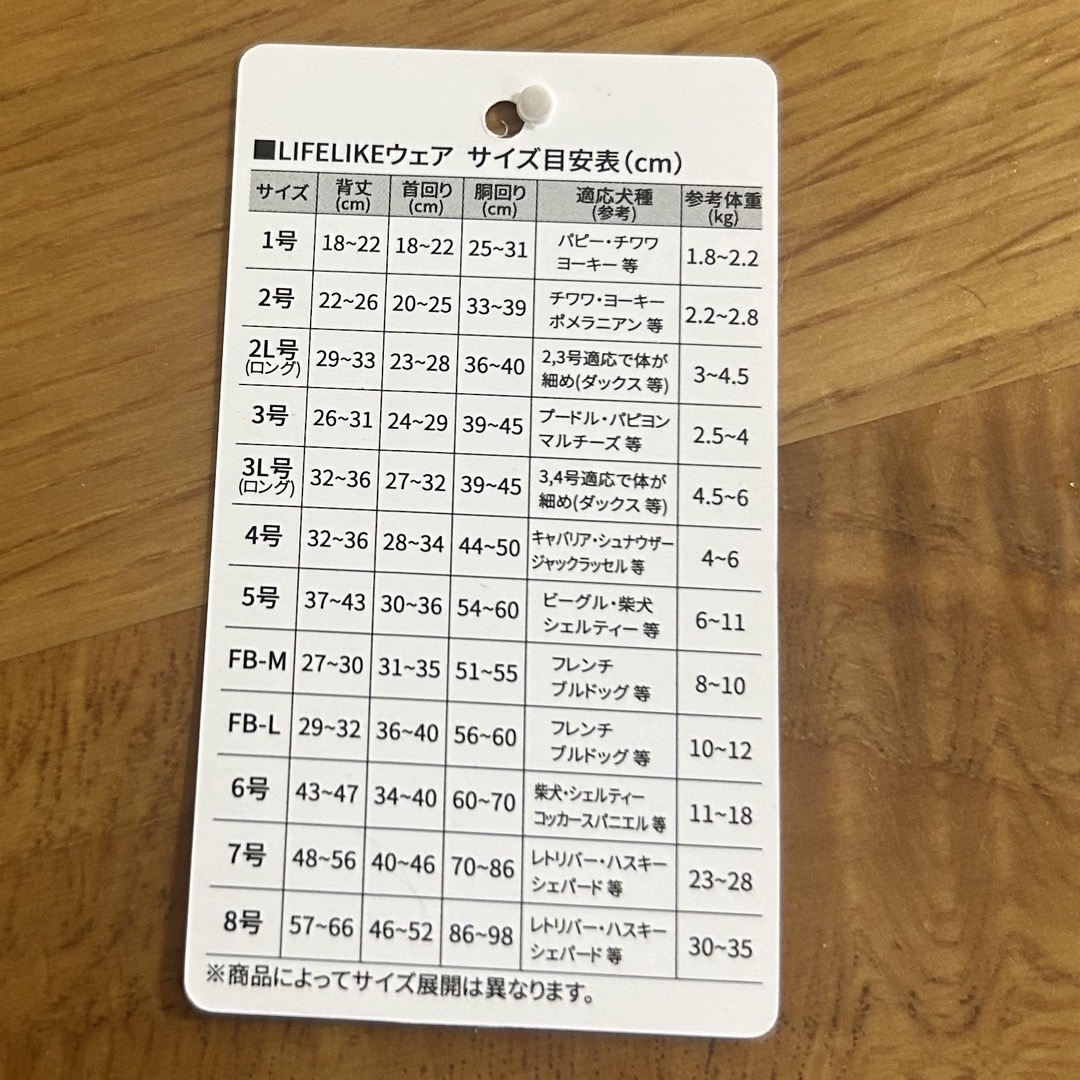 ■LIFELIKEウェア サイズ目安表(cm)
サイズ 背丈(cm) 首回り(cm) 胴回り(cm) 適応犬種(参考) 参考体重(kg)
1号 18~22 18~22 25~31 パピー・チワワ ヨーキー 等 1.8~2.2
2号 22~26 20~25 33~39 チワワ・ヨーキー ポメラニアン 等 2.2~2.8
2L号(ロング) 29~33 23~28 36~40 2,3号適応で体が細め(ダックス 等) 3~4.5
3号 26~31 24~29 39~45 プードル・パピヨン マルチーズ 等 2.5~4
3L号(ロング) 32~36 27~32 39~45 3,4号適応で体が細め(ダックス 等) 4.5~6
4号 32~36 28~34 44~50 キャバリア・シュナウザー ジャックラッセル 等 4~6
5号 37~43 30~36 54~60 ビーグル・柴犬 シェルティー 等 6~11
FB-M 27~30 31~35 51~55 フレンチ ブルドッグ 等 8~10
FB-L 29~32 36~40 56~60 フレンチ ブルドッグ 等 10~12
6号 43~47 34~40 60~70 柴犬・シェルティー コッカースパニエル 等 11~18
7号 48~56 40~46 70~86 レトリバー・ハスキー シェパード 等 23~28
8号 57~66 46~52 86~98 レトリバー・ハスキー シェパード 等 30~35
※商品によってサイズ展開は異なります。